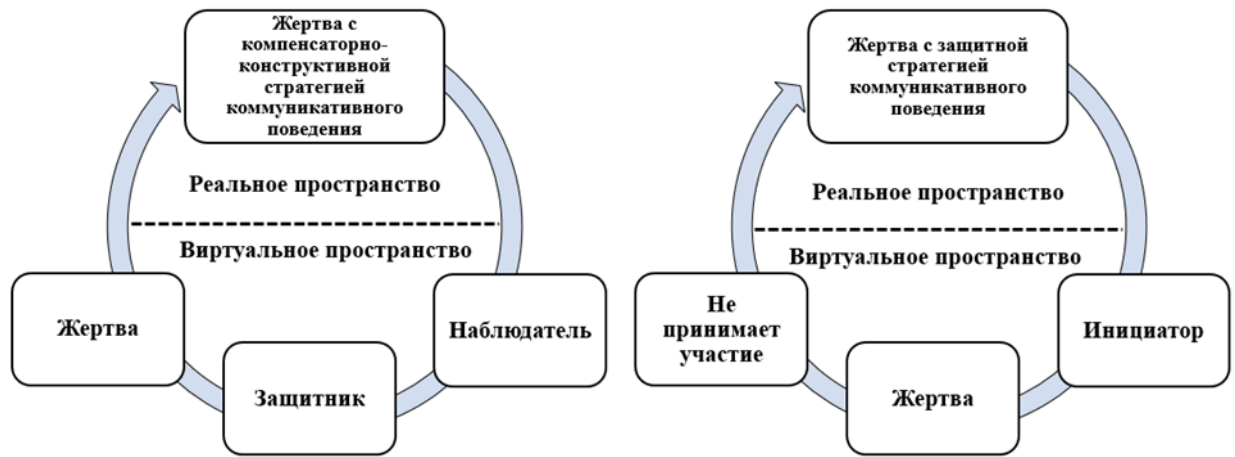 Жертва с
компенсаторно-
конструктивной
стратегией
коммуникативного
поведения
Реальное пространство
Виртуальное пространство
Жертва
Защитник
Наблюдатель
Жертва с защитной
стратегией
коммуникативного
поведения
Реальное пространство
Виртуальное пространство
Не
принимает
участие
Жертва
Инициатор